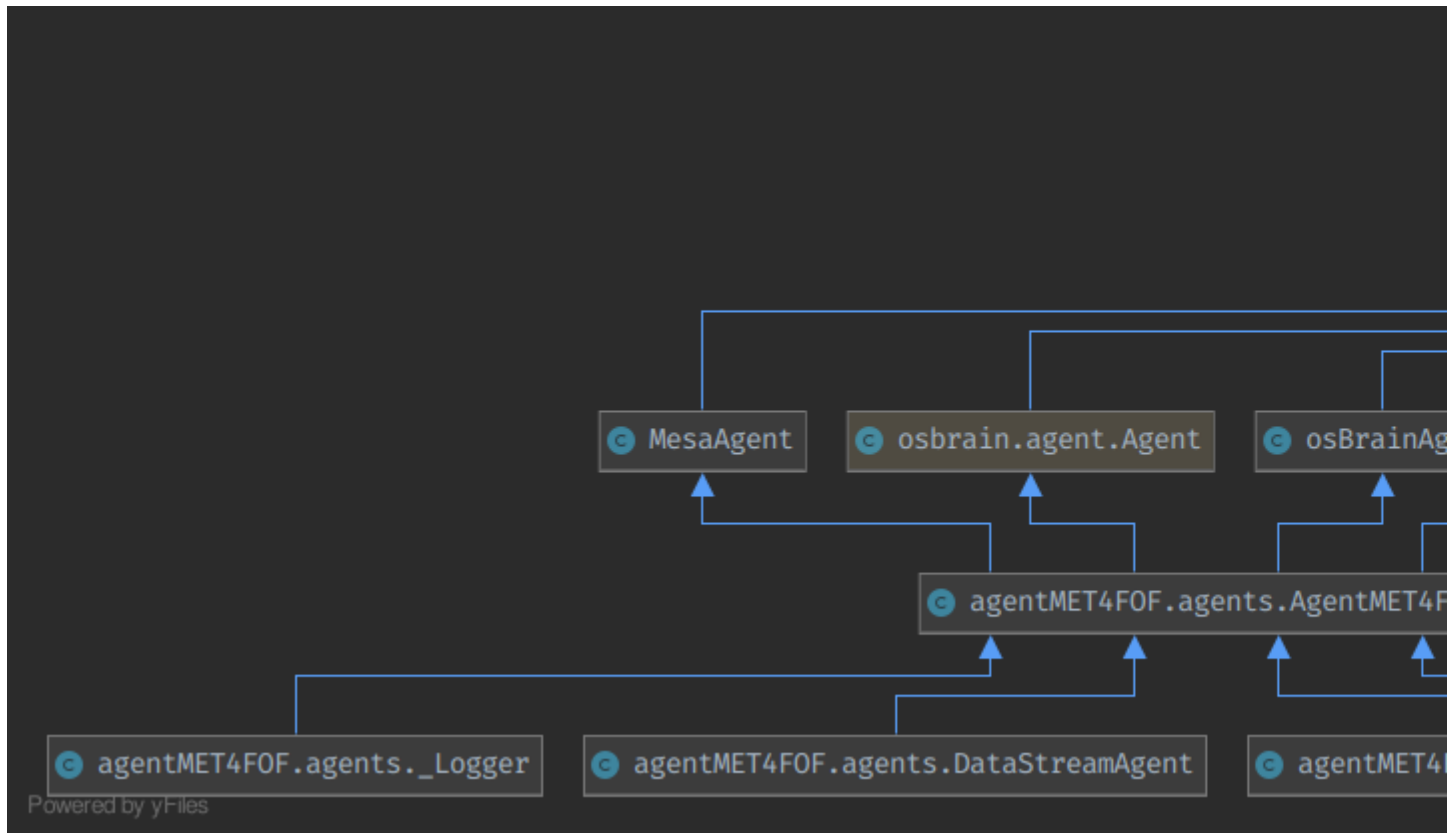 C MesaAgent
C osbrain.agent.Agent
C osBrainAg
C agentMET4FOF.agents.AgentMET4F
C agentMET4FOF.agents._Logger
C agentMET4FOF.agents.DataStreamAgent
C agentMET4
Powered by yFiles